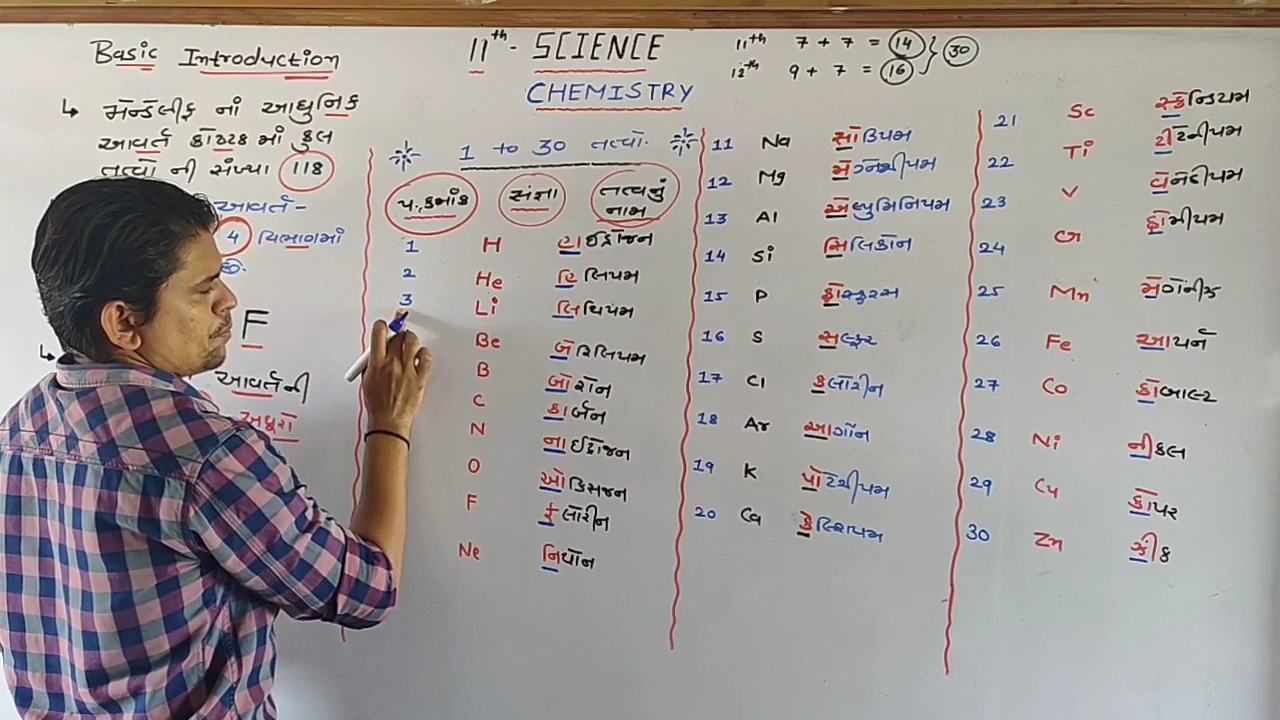 Basic Introduction
↳ મેન્ડેલીફ નાં આધુનિક
આવર્ત કોષ્ટક માં કુલ
તત્વો ની સંખ્યા 118
આવર્ત-
4 વિભાગમાં
છે.
F
આવર્તની
અધૂરો
11th - SCIENCE
CHEMISTRY
11th 7 + 7 = 14
12th 9 + 7 = 16
30
1 to 30 તત્વો.
પ. ક્રમાંક સંજ્ઞા તત્વનું નામ
1 H હાઈડ્રોજન
2 He હિલિયમ
3 Li લિથિયમ
Be બેરિલિયમ
B બોરોન
C કાર્બન
N નાઈટ્રોજન
O ઓક્સિજન
F ફ્લોરીન
Ne નિયોન
11 Na સોડિયમ
12 Mg મેગ્નેશીયમ
13 Al એલ્યુમિનિયમ
14 Si સિલિકોન
15 P ફોસ્ફરસ
16 S સલ્ફર
17 Cl ક્લોરીન
18 Ar આર્ગોન
19 K પોટેશીયમ
20 Ca કેલ્શિયમ
21 Sc સ્કેન્ડિયમ
22 Ti ટીટેનીયમ
23 V વેનેડીયમ
24 Cr ક્રોમીયમ
25 Mn મેંગેનીઝ
26 Fe આયર્ન
27 Co કોબાલ્ટ
28 Ni નીકલ
29 Cu કોપર
30 Zn ઝીંક